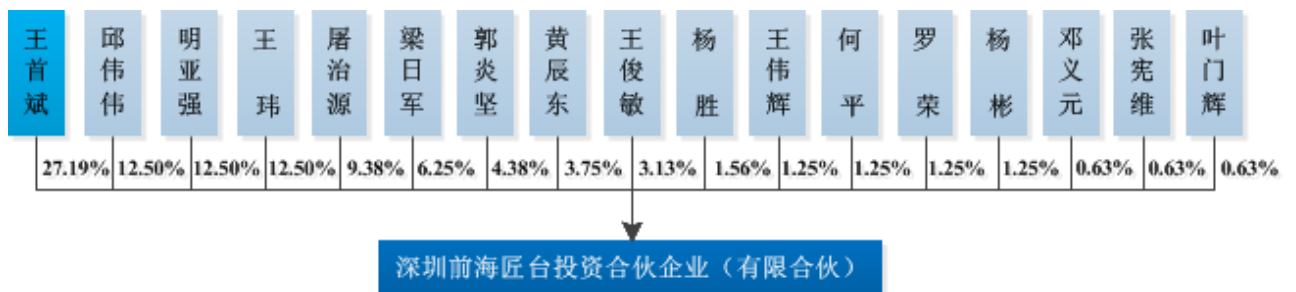 王首斌
邱伟伟
明亚强
王玮
屠治源
梁日军
郭炎坚
黄辰东
王俊敏
杨胜
王伟辉
何平
罗荣
杨彬
邓义元
张宪维
叶门辉
27.19% 12.50% 12.50% 12.50% 9.38% 6.25% 4.38% 3.75% 3.13% 1.56% 1.25% 1.25% 1.25% 1.25% 0.63% 0.63% 0.63%
深圳前海匠台投资合伙企业（有限合伙）